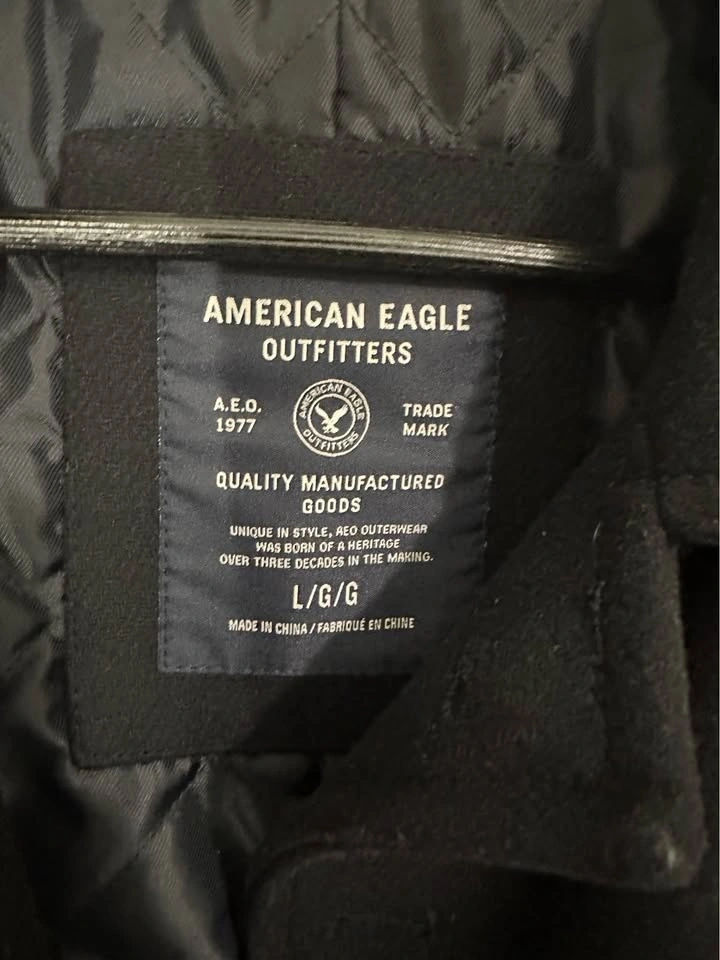 AMERICAN EAGLE
OUTFITTERS
A.E.O.
1977
AMERICAN EAGLE
OUTFITTERS
TRADE
MARK
QUALITY MANUFACTURED
GOODS
UNIQUE IN STYLE, AEO OUTERWEAR
WAS BORN OF A HERITAGE
OVER THREE DECADES IN THE MAKING.
L/G/G
MADE IN CHINA / FABRIQUÉ EN CHINE